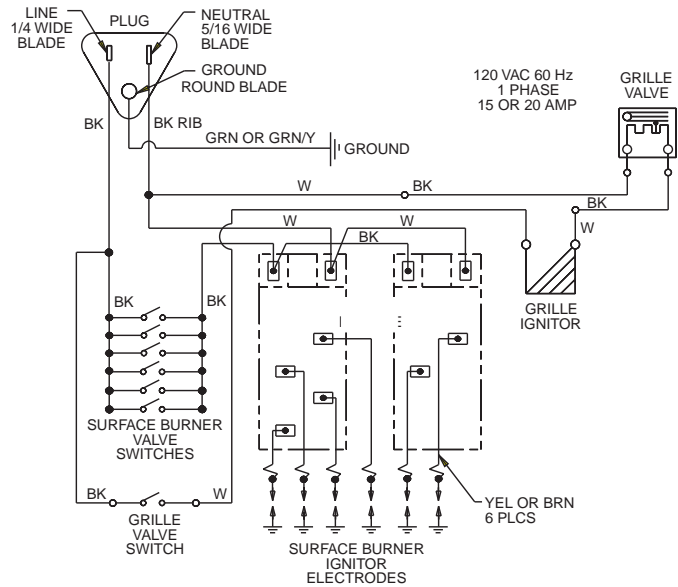 LINE
1/4 WIDE
BLADE
PLUG
NEUTRAL
5/16 WIDE
BLADE
GROUND
ROUND BLADE
120 VAC 60 Hz
1 PHASE
15 OR 20 AMP
GRILLE
VALVE
BK
BK RIB
GRN OR GRN/Y
GROUND
W
BK
BK
W
W
W
BK
BK
BK
GRILLE
IGNITOR
SURFACE BURNER
VALVE
SWITCHES
BK
W
GRILLE
VALVE
SWITCH
YEL OR BRN
6 PLCS
SURFACE BURNER
IGNITOR
ELECTRODES